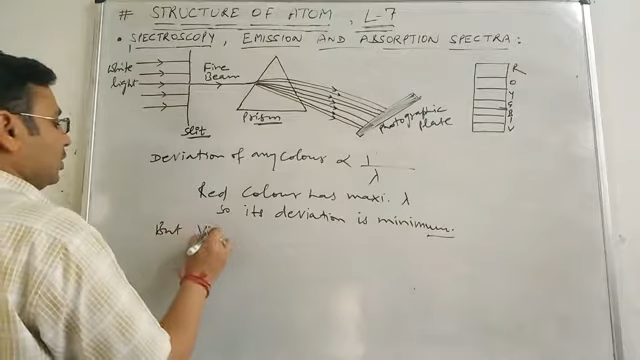 # STRUCTURE OF ATOM, L-7
• SPECTROSCOPY, EMISSION AND ABSORPTION SPECTRA:
White
light
Slit
Fine
Beam
Prism
Photographic
plate
R
O
Y
G
B
I
V
Deviation of any colour ∝ 1/λ
Red colour has maxi. λ
so its deviation is minimum.
But Vi